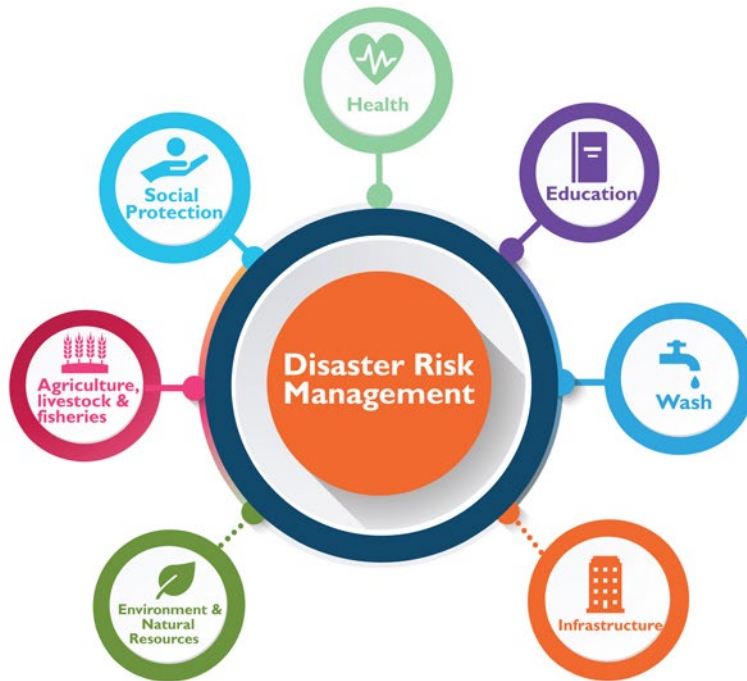 Health
Social
Protection
Education
Disaster Risk
Management
Agriculture,
livestock &
fisheries
Wash
Environment &
Natural
Resources
Infrastructure